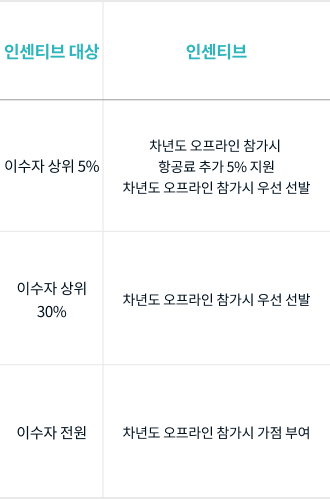 인센티브 대상
인센티브
이수자 상위 5%
차년도 오프라인 참가시
항공료 추가 5% 지원
차년도 오프라인 참가시 우선 선발
이수자 상위
30%
차년도 오프라인 참가시 우선 선발
이수자 전원
차년도 오프라인 참가시 가점 부여